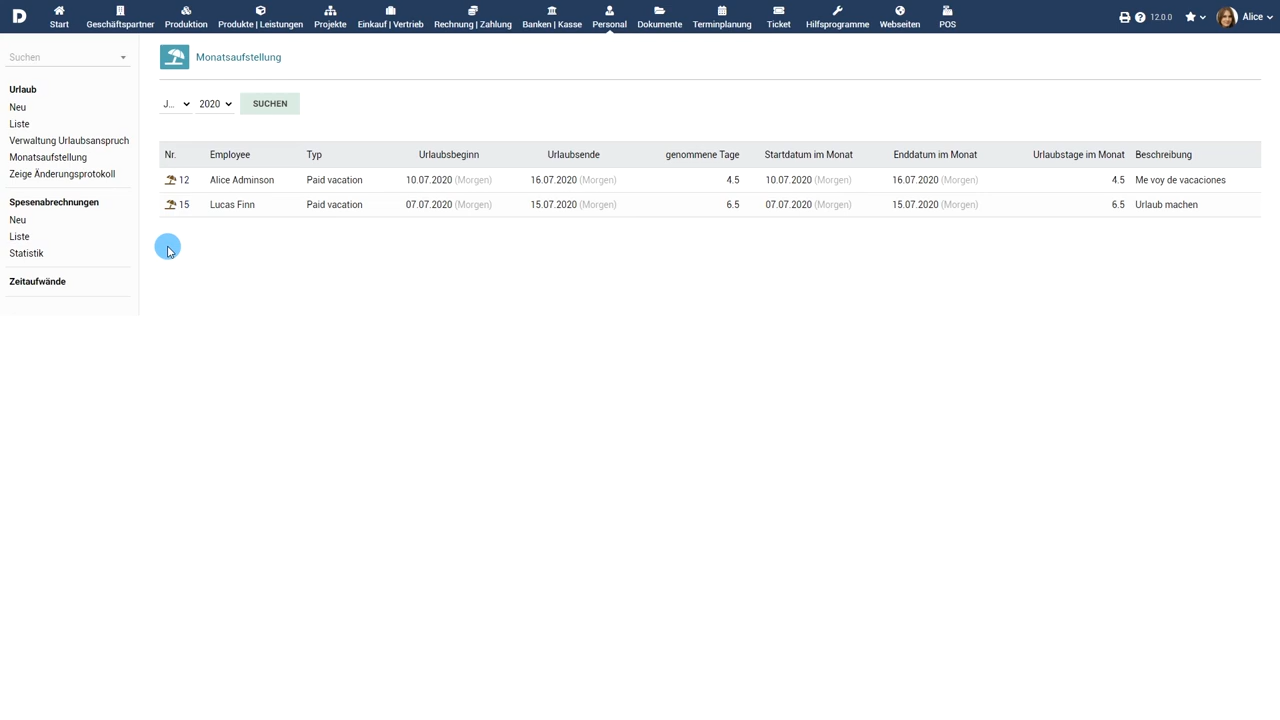 D Start Geschäftspartner Produktion Produkte | Leistungen Projekte Einkauf | Vertrieb Rechnung | Zahlung Banken | Kasse Personal Dokumente Terminplanung Ticket Hilfsprogramme Webseiten POS 12.0.0 Alice
Suchen
Urlaub
Neu
Liste
Verwaltung Urlaubsanspruch
Monatsaufstellung
Zeige Änderungsprotokoll
Spesenabrechnungen
Neu
Liste
Statistik
Zeitaufwände
Monatsaufstellung
J... 2020 SUCHEN
Nr. Employee Typ Urlaubsbeginn Urlaubsende genommene Tage Startdatum im Monat Enddatum im Monat Urlaubstage im Monat Beschreibung
12 Alice Adminson Paid vacation 10.07.2020 (Morgen) 16.07.2020 (Morgen) 4.5 10.07.2020 (Morgen) 16.07.2020 (Morgen) 4.5 Me voy de vacaciones
15 Lucas Finn Paid vacation 07.07.2020 (Morgen) 15.07.2020 (Morgen) 6.5 07.07.2020 (Morgen) 15.07.2020 (Morgen) 6.5 Urlaub machen